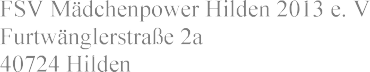 FSV Mädchenpower Hilden 2013 e. V
Furtwänglerstraße 2a
40724 Hilden